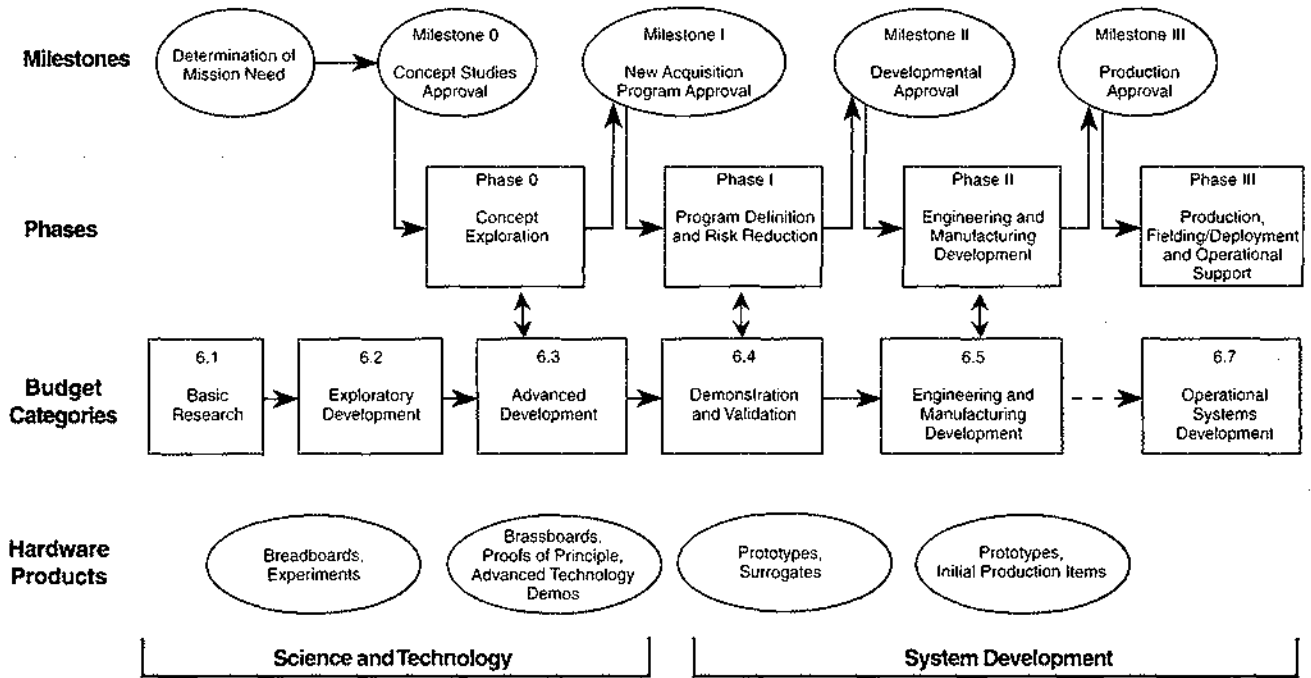 Milestones
Determination of
Mission Need
Milestone 0
Concept Studies
Approval
Milestone I
New Acquisition
Program Approval
Milestone II
Developmental
Approval
Milestone III
Production
Approval
Phases
Phase 0
Concept
Exploration
Phase I
Program Definition
and Risk Reduction
Phase II
Engineering and
Manufacturing
Development
Phase III
Production,
Fielding/Deployment
and Operational
Support
Budget
Categories
6.1
Basic
Research
6.2
Exploratory
Development
6.3
Advanced
Development
6.4
Demonstration
and Validation
6.5
Engineering and
Manufacturing
Development
6.7
Operational
Systems
Development
Hardware
Products
Breadboards,
Experiments
Brassboards,
Proofs of Principle,
Advanced Technology
Demos
Prototypes,
Surrogates
Prototypes,
Initial Production Items
Science and Technology
System Development